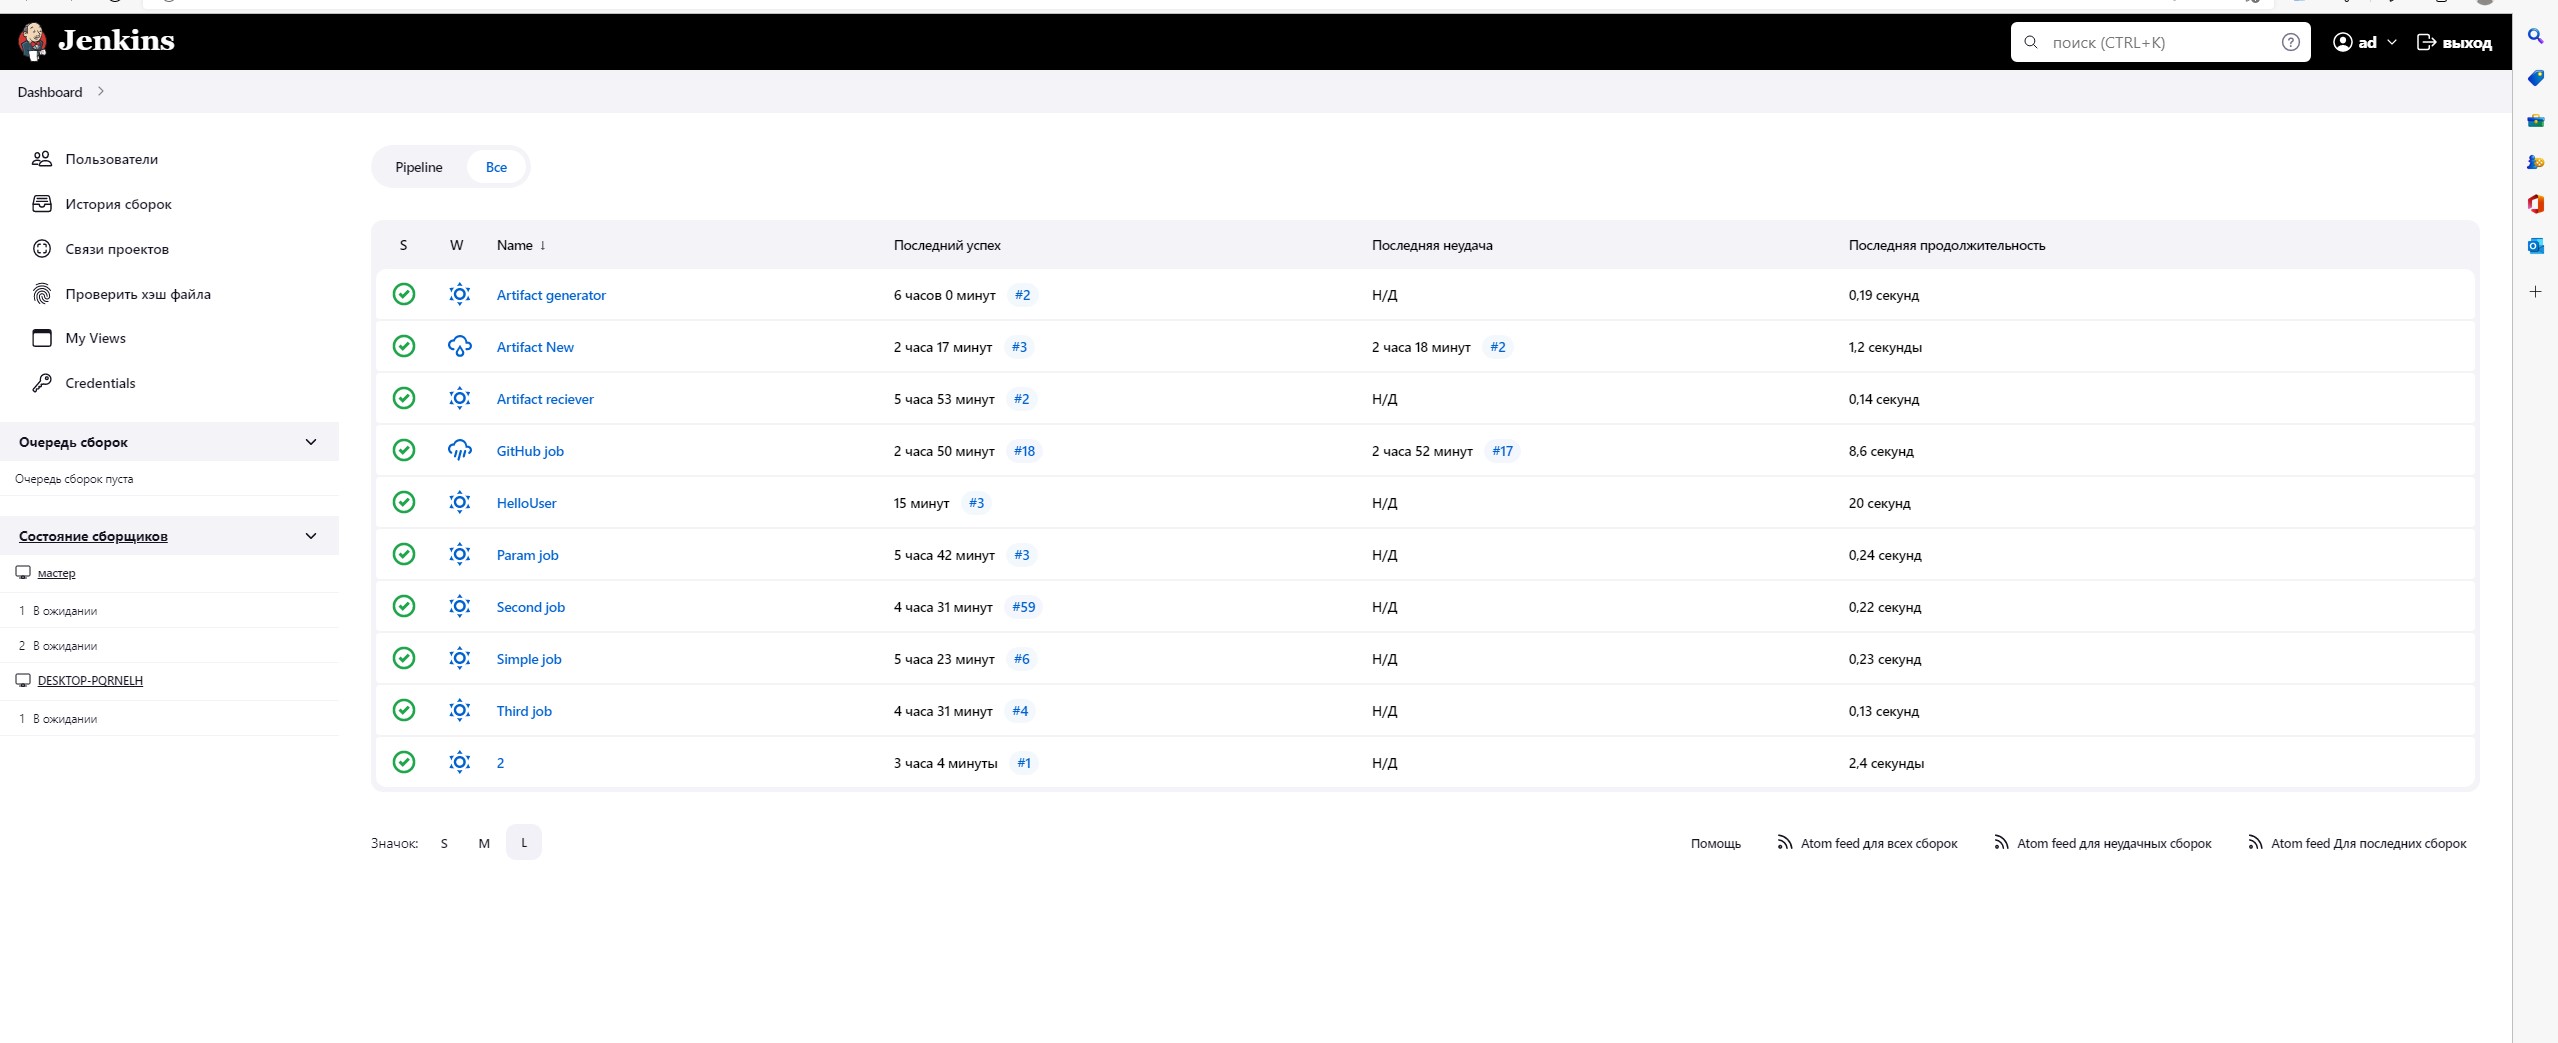 Jenkins
поиск (CTRL+K)
ad
выход
Dashboard
Пользователи
История сборок
Связи проектов
Проверить хэш файла
My Views
Credentials
Очередь сборок
Очередь сборок пуста
Состояние сборщиков
мастер
1 В ожидании
2 В ожидании
DESKTOP-PQRNELH
1 В ожидании
Pipeline Все
S W Name ↓ Последний успех Последняя неудача Последняя продолжительность
Artifact generator 6 часов 0 минут #2 Н/Д 0,19 секунд
Artifact New 2 часа 17 минут #3 2 часа 18 минут #2 1,2 секунды
Artifact reciever 5 часа 53 минут #2 Н/Д 0,14 секунд
GitHub job 2 часа 50 минут #18 2 часа 52 минут #17 8,6 секунд
HelloUser 15 минут #3 Н/Д 20 секунд
Param job 5 часа 42 минут #3 Н/Д 0,24 секунд
Second job 4 часа 31 минут #59 Н/Д 0,22 секунд
Simple job 5 часа 23 минут #6 Н/Д 0,23 секунд
Third job 4 часа 31 минут #4 Н/Д 0,13 секунд
2 3 часа 4 минуты #1 Н/Д 2,4 секунды
Значок: S M L
Помощь Atom feed для всех сборок Atom feed для неудачных сборок Atom feed Для последних сборок